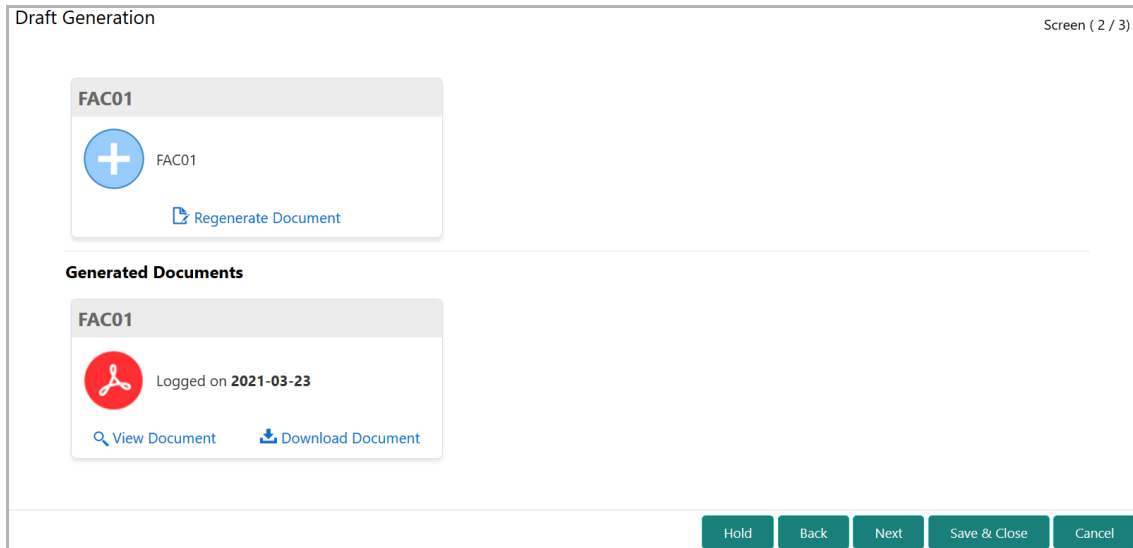 Draft Generation
Screen ( 2 / 3)
FAC01
FAC01
Regenerate Document
Generated Documents
FAC01
Logged on 2021-03-23
View Document Download Document
Hold Back Next Save & Close Cancel